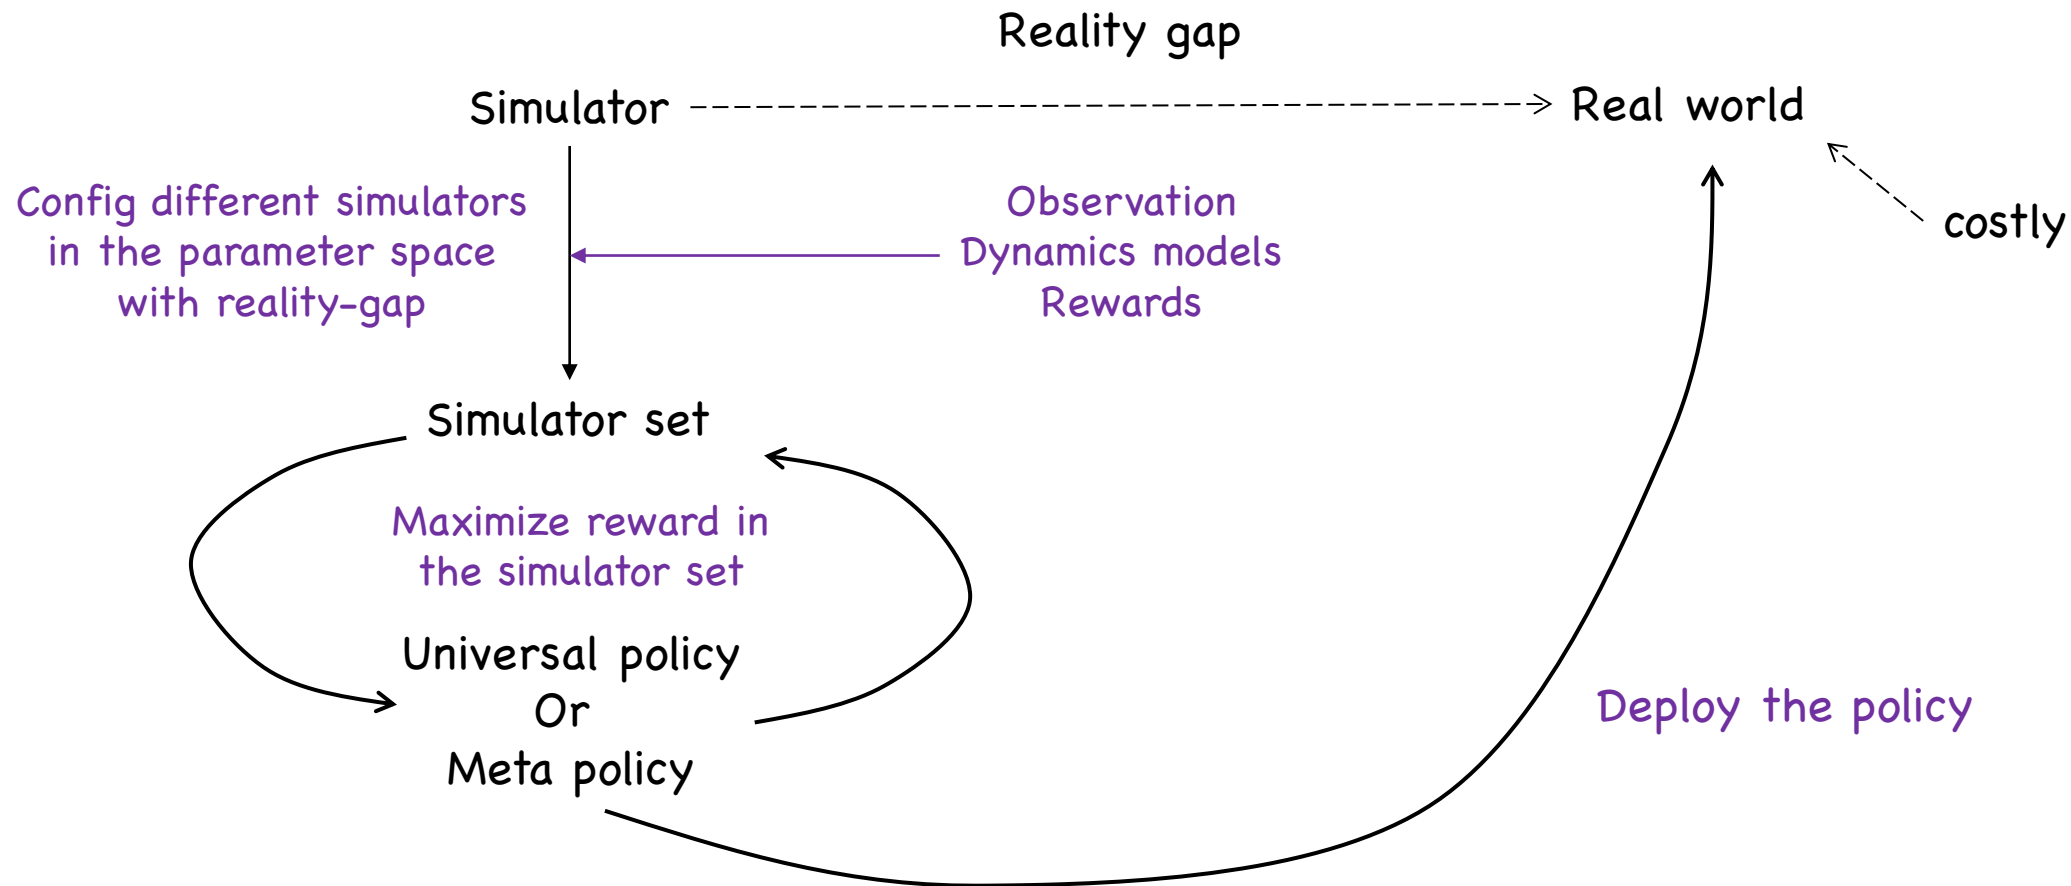 Reality gap
Simulator
Real world
Config different simulators
in the parameter space
with reality-gap
Observation
Dynamics models
Rewards
costly
Simulator set
Maximize reward in
the simulator set
Universal policy
Or
Meta policy
Deploy the policy